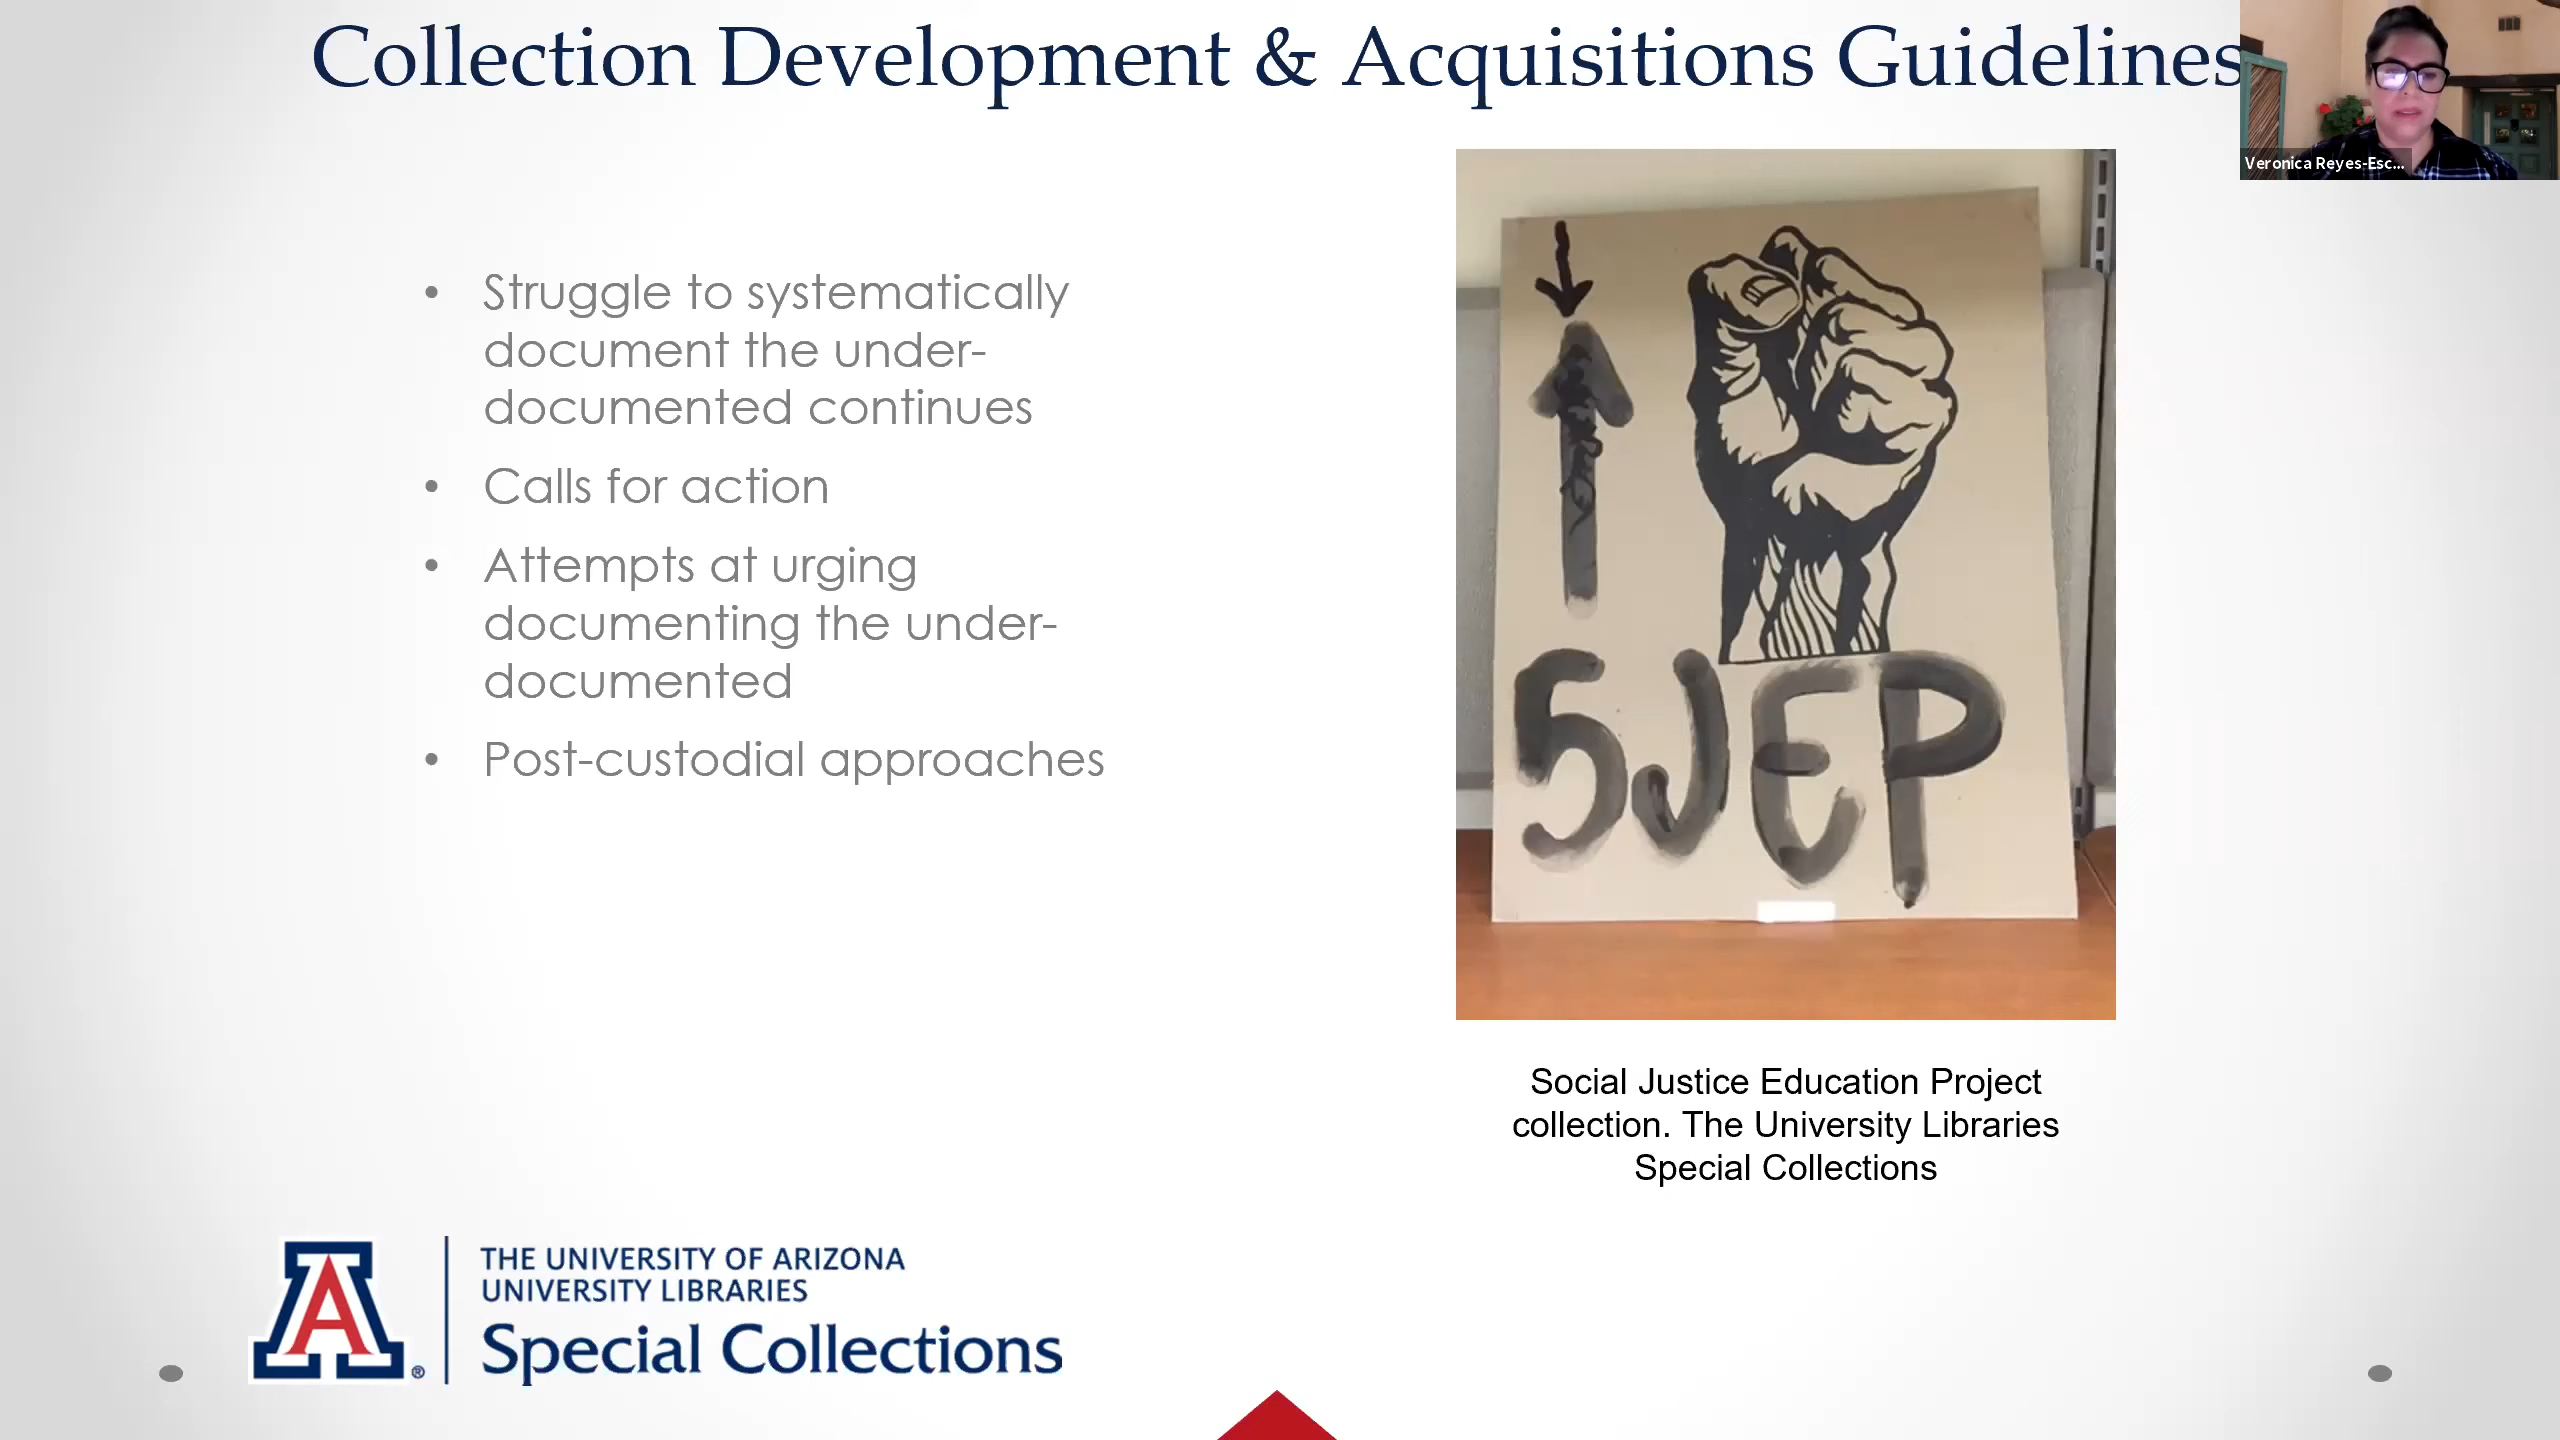 Collection Development & Acquisitions Guidelines
Veronica Reyes-Esc...
• Struggle to systematically
document the under-
documented continues
• Calls for action
• Attempts at urging
documenting the under-
documented
• Post-custodial approaches
SJEP
Social Justice Education Project
collection. The University Libraries
Special Collections
A
THE UNIVERSITY OF ARIZONA
UNIVERSITY LIBRARIES
Special Collections
®